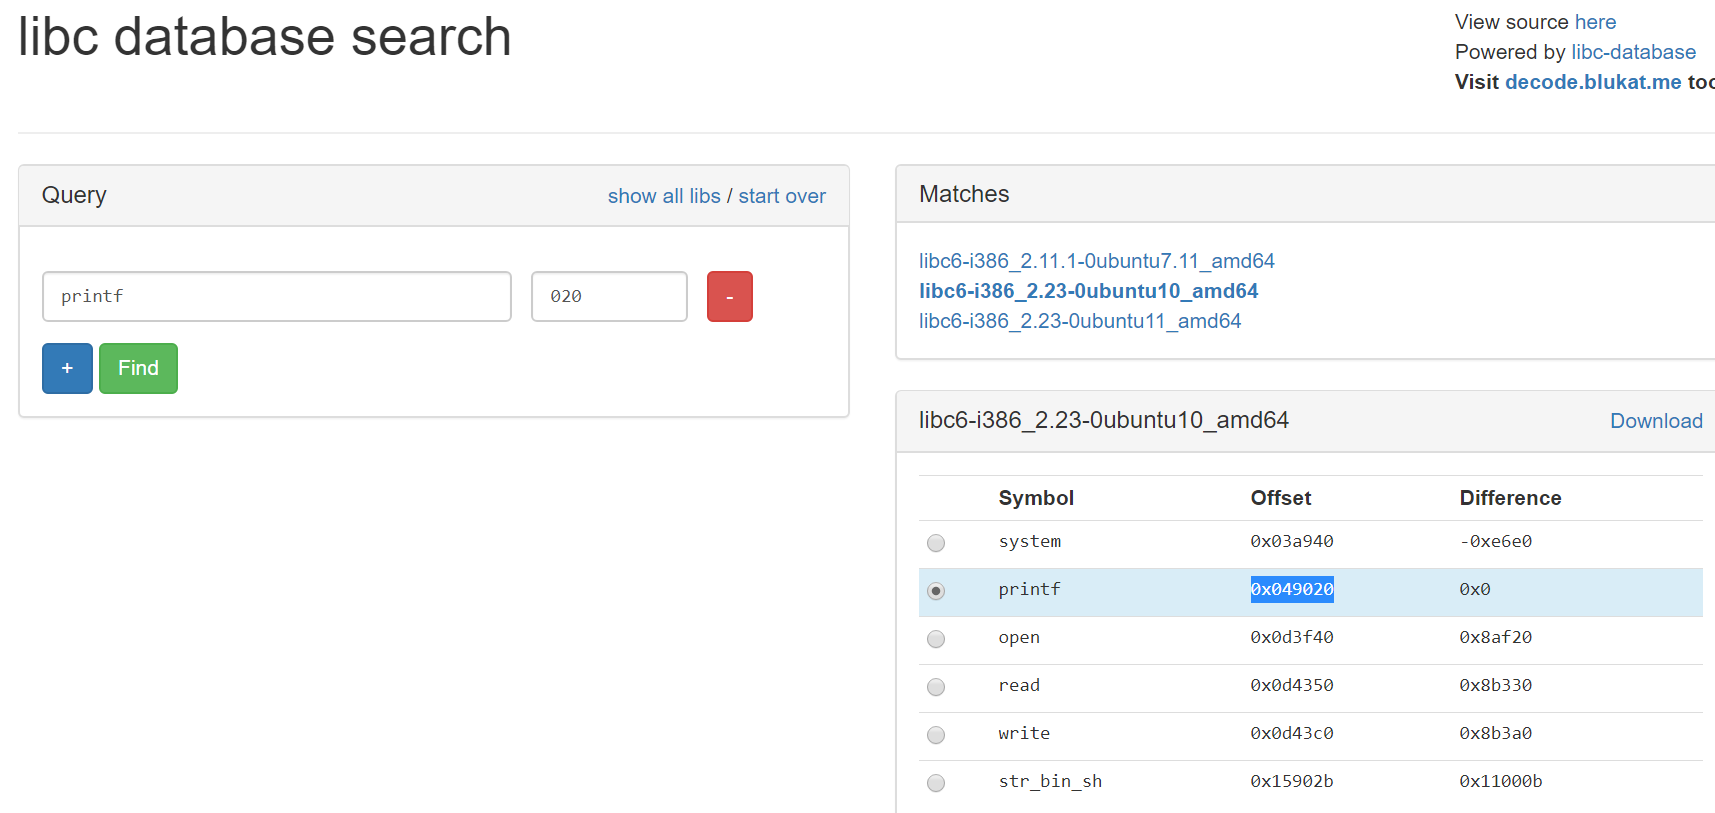 libc database search
View source here
Powered by libc-database
Visit decode.blukat.me too
Query
show all libs / start over
printf
020
-
+
Find
Matches
libc6-i386_2.11.1-0ubuntu7.11_amd64
libc6-i386_2.23-0ubuntu10_amd64
libc6-i386_2.23-0ubuntu11_amd64
libc6-i386_2.23-0ubuntu10_amd64
Download
Symbol Offset Difference
system 0x03a940 -0xe6e0
printf 0x049020 0x0
open 0x0d3f40 0x8af20
read 0x0d4350 0x8b330
write 0x0d43c0 0x8b3a0
str_bin_sh 0x15902b 0x11000b